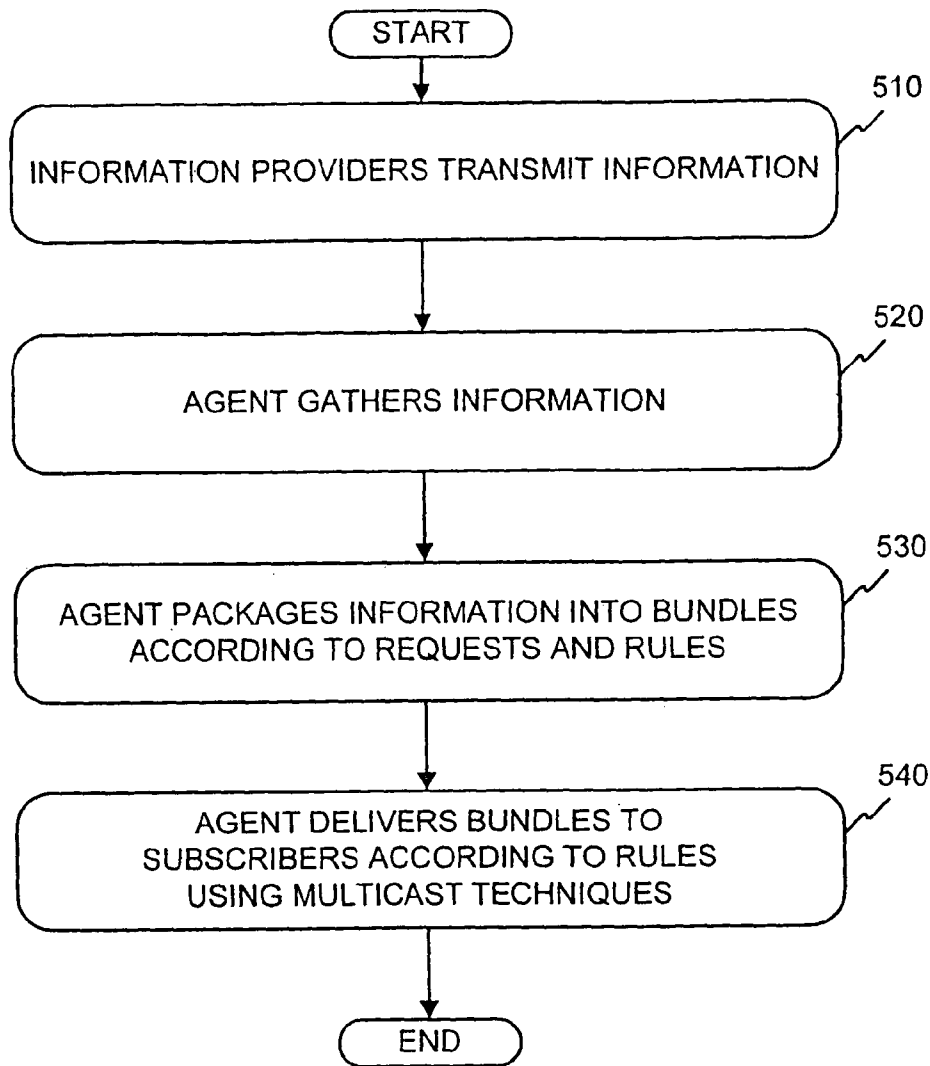 START
510
INFORMATION PROVIDERS TRANSMIT INFORMATION
520
AGENT GATHERS INFORMATION
530
AGENT PACKAGES INFORMATION INTO BUNDLES
ACCORDING TO REQUESTS AND RULES
540
AGENT DELIVERS BUNDLES TO
SUBSCRIBERS ACCORDING TO RULES
USING MULTICAST TECHNIQUES
END